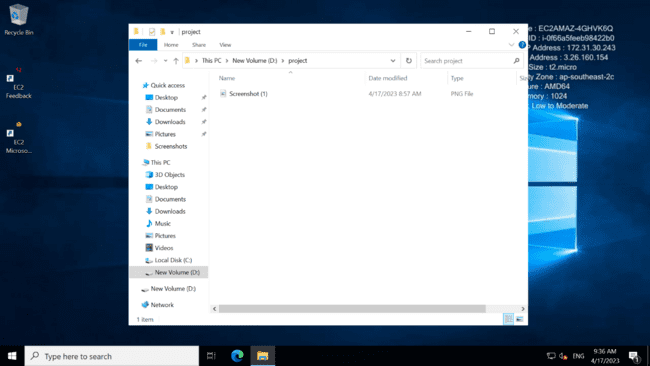 Recycle Bin
EC2 Feedback
EC2 Microso...
project
File Home Share View
This PC New Volume (D:) project
Search project
Name Date modified Type
Screenshot (1) 4/17/2023 8:57 AM PNG File
Quick access
Desktop
Documents
Downloads
Pictures
Screenshots
This PC
3D Objects
Desktop
Documents
Downloads
Music
Pictures
Videos
Local Disk (C:)
New Volume (D:)
New Volume (D:)
Network
1 item
e : EC2AMAZ-4GHVK6Q
ID : i-0f66a5feeb98422b0
Address : 172.31.30.243
Address : 3.26.160.154
Size : t2.micro
ty Zone : ap-southeast-2c
ure : AMD64
mory : 1024
: Low to Moderate
Type here to search
ENG
9:36 AM
4/17/2023